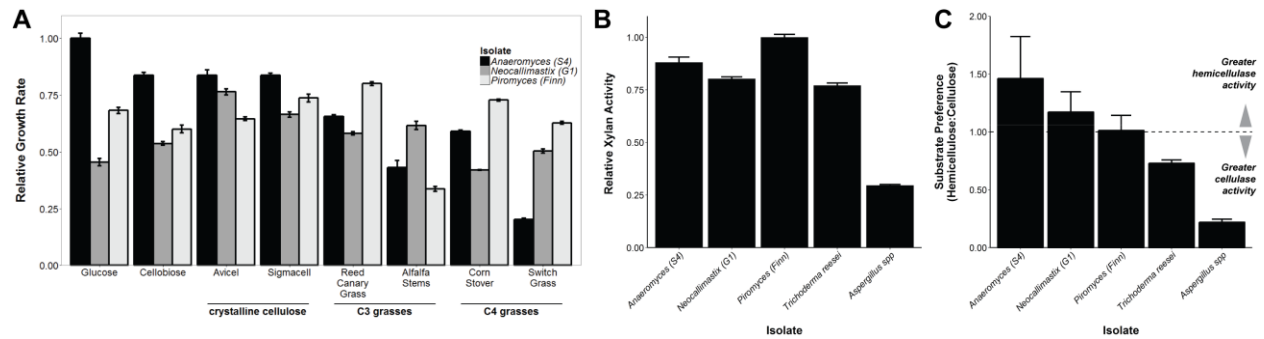 A
Relative Growth Rate
1.00
0.75
0.50
0.25
0.00
Isolate
Anaeromyces (S4)
Neocallimastix (G1)
Piromyces (Finn)
Glucose
Cellobiose
Avicel
Sigmacell
Reed
Canary
Grass
Alfalfa
Stems
Corn
Stover
Switch
Grass
crystalline cellulose
C3 grasses
C4 grasses
B
Relative Xylan Activity
1.00
0.75
0.50
0.25
0.00
Anaeromyces (S4)
Neocallimastix (G1)
Piromyces (Finn)
Trichoderma reesei
Aspergillus spp
Isolate
C
Substrate Preference
(Hemicellulose:Cellulose)
2.00
1.50
1.00
0.50
0.00
Greater
hemicellulase
activity
Greater
cellulase
activity
Anaeromyces (S4)
Neocallimastix (G1)
Piromyces (Finn)
Trichoderma reesei
Aspergillus spp
Isolate